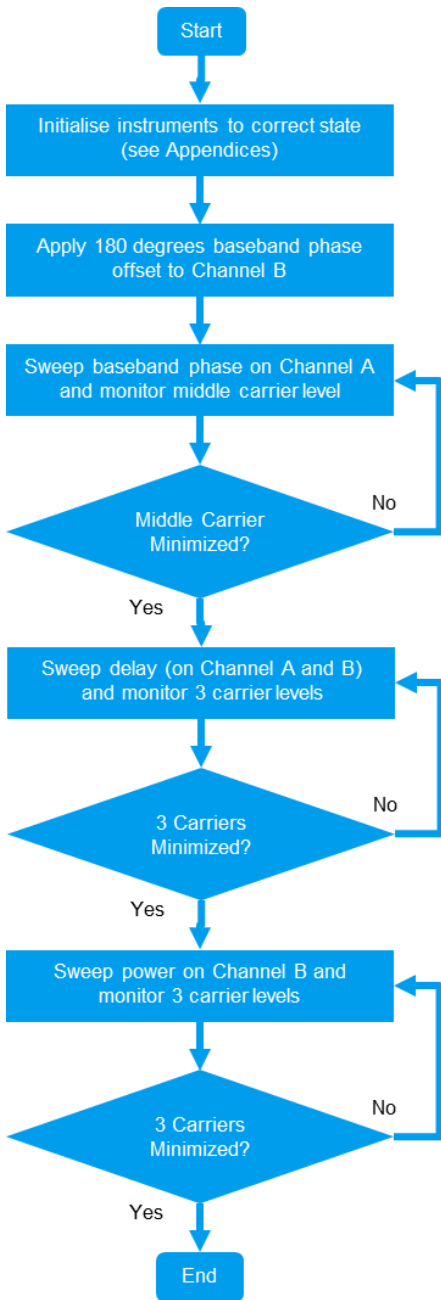 Start
Initialise instruments to correct state
(see Appendices)
Apply 180 degrees baseband phase
offset to Channel B
Sweep baseband phase on Channel A
and monitor middle carrier level
Middle Carrier
Minimized?
No
Yes
Sweep delay (on Channel A and B)
and monitor 3 carrier levels
3 Carriers
Minimized?
No
Yes
Sweep power on Channel B and
monitor 3 carrier levels
3 Carriers
Minimized?
No
Yes
End